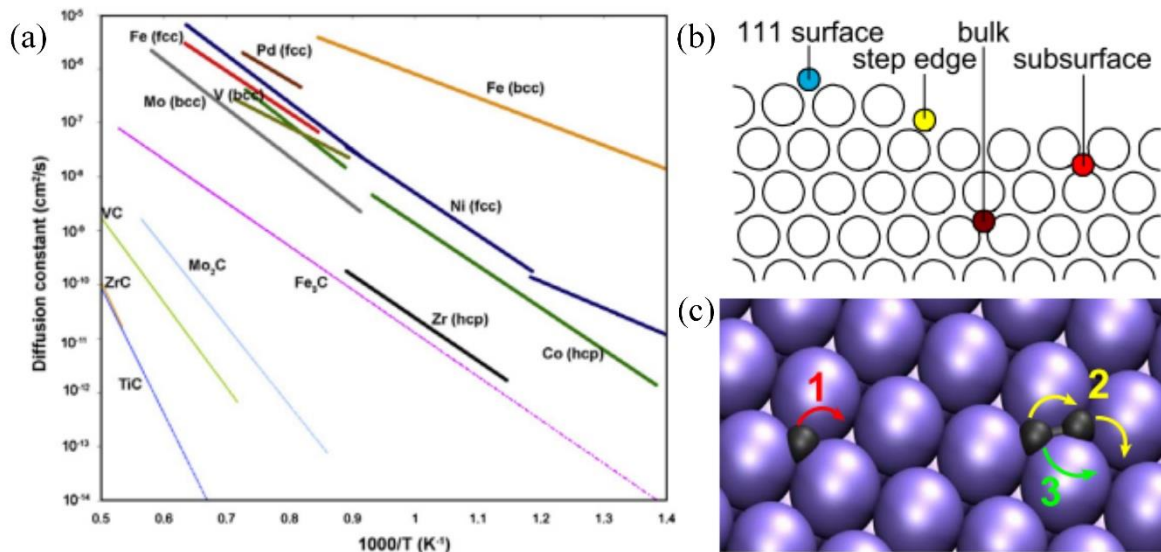 (a)
10⁻⁵
10⁻⁶
10⁻⁷
10⁻⁸
10⁻⁹
10⁻¹⁰
10⁻¹¹
10⁻¹²
10⁻¹³
10⁻¹⁴
Diffusion constant (cm²/s)
Fe (fcc)
Pd (fcc)
Mo (bcc)
V (bcc)
Fe (bcc)
Ni (fcc)
VC
Mo₂C
ZrC
Fe₃C
Zr (hcp)
Co (hcp)
TiC
0.5 0.6 0.7 0.8 0.9 1 1.1 1.2 1.3 1.4
1000/T (K⁻¹)
(b)
111 surface
bulk
step edge
subsurface
(c)
1
2
3